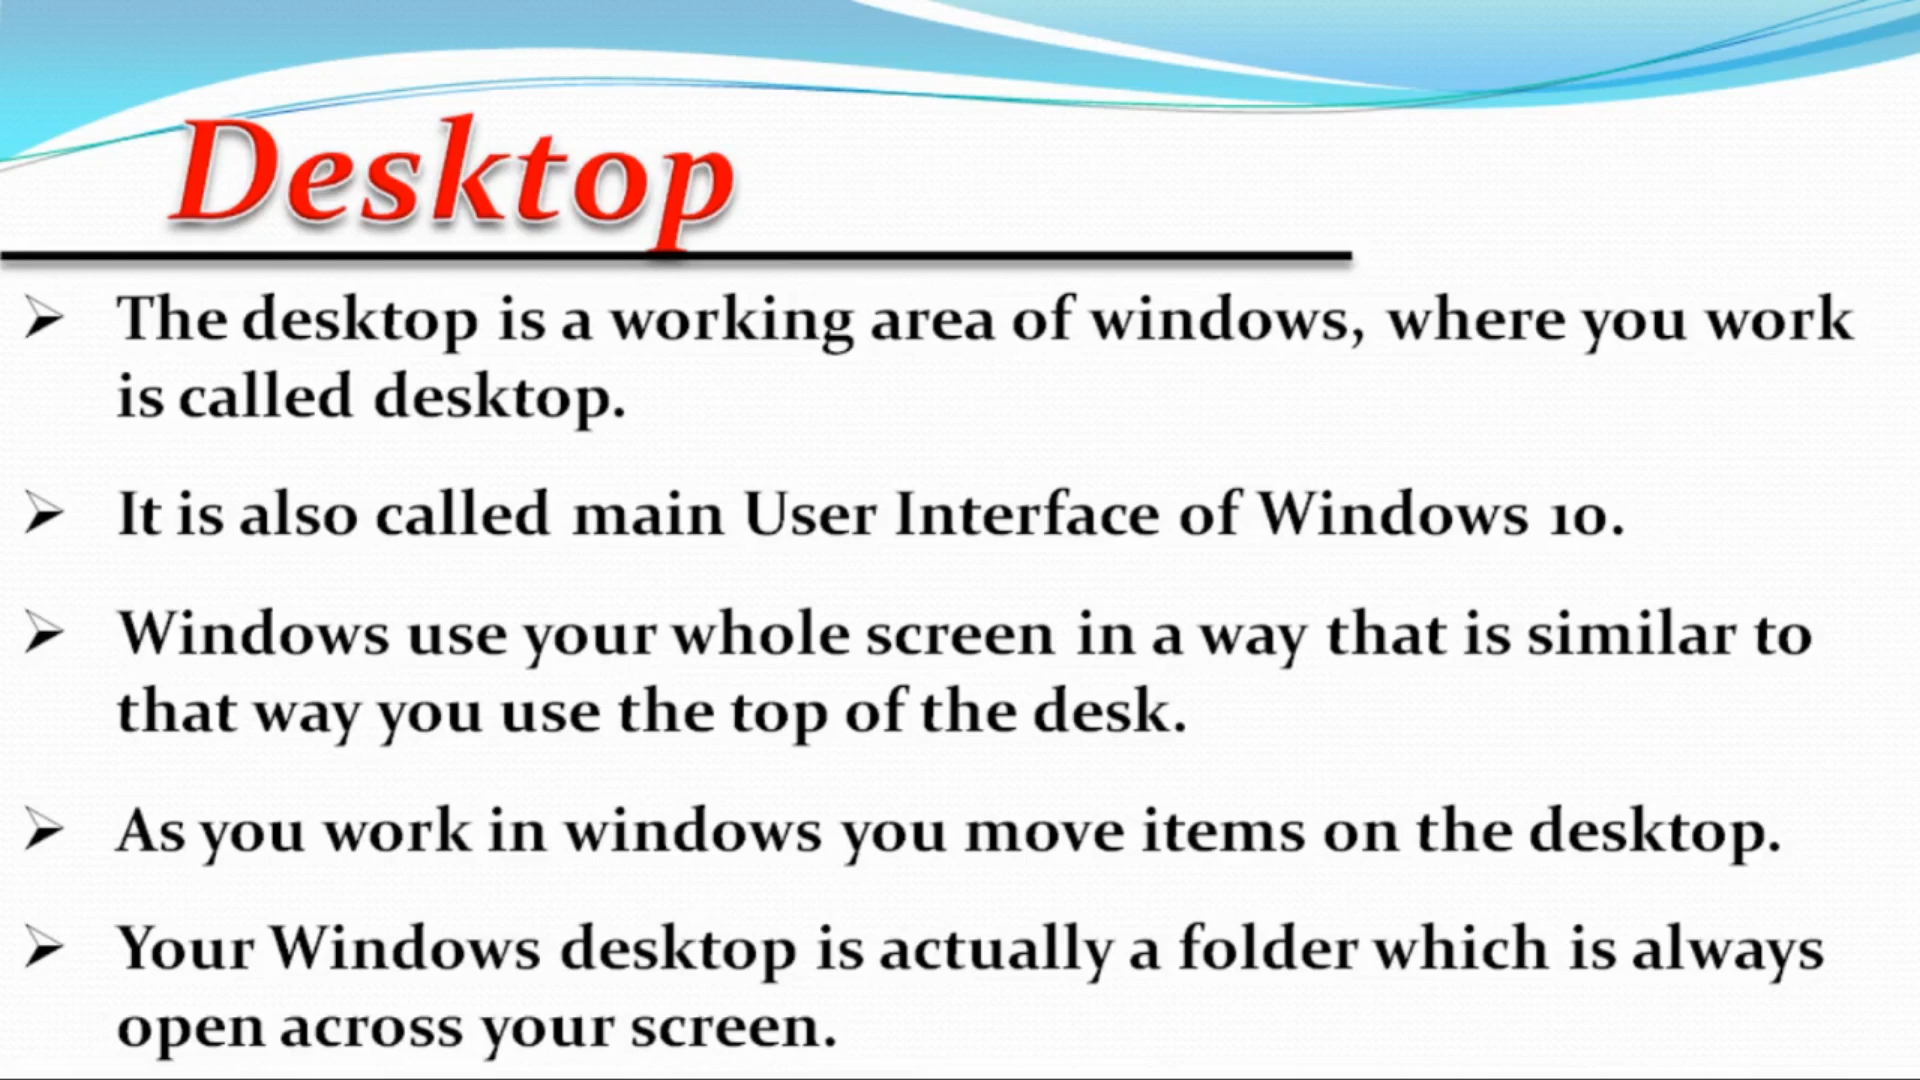 Desktop
The desktop is a working area of windows, where you work
is called desktop.
It is also called main User Interface of Windows 10.
Windows use your whole screen in a way that is similar to
that way you use the top of the desk.
As you work in windows you move items on the desktop.
Your Windows desktop is actually a folder which is always
open across your screen.